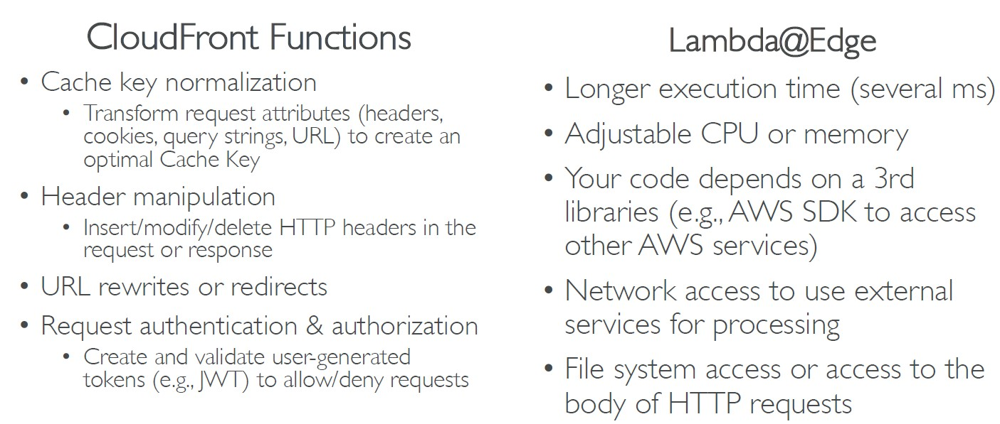 CloudFront Functions
• Cache key normalization
• Transform request attributes (headers,
cookies, query strings, URL) to create an
optimal Cache Key
• Header manipulation
• Insert/modify/delete HTTP headers in the
request or response
• URL rewrites or redirects
• Request authentication & authorization
• Create and validate user-generated
tokens (e.g., JWT) to allow/deny requests
Lambda@Edge
• Longer execution time (several ms)
• Adjustable CPU or memory
• Your code depends on a 3rd
libraries (e.g., AWS SDK to access
other AWS services)
• Network access to use external
services for processing
• File system access or access to the
body of HTTP requests